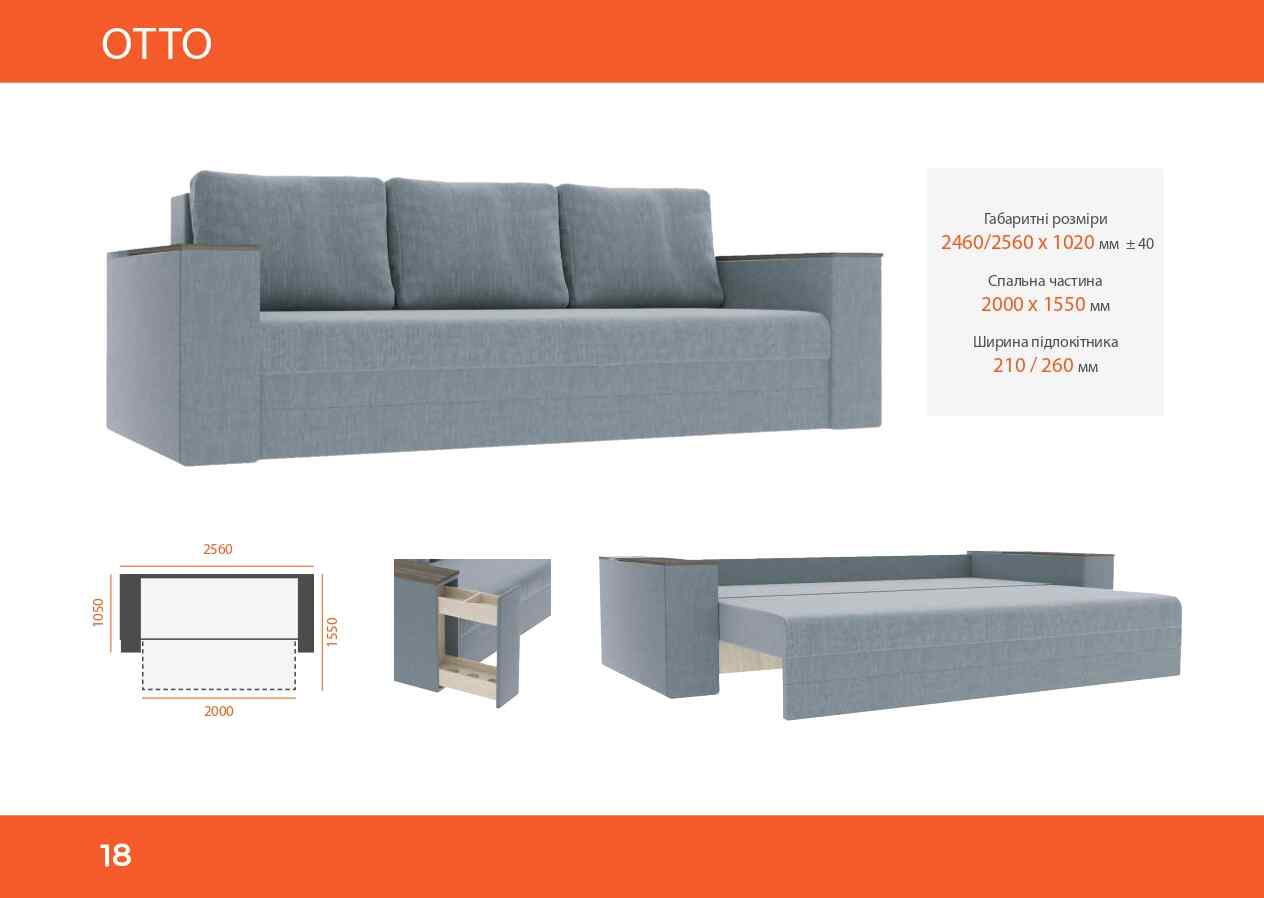 OTTO
Габаритні розміри
2460/2560 x 1020 мм ± 40
Спальна частина
2000 x 1550 мм
Ширина підлокітника
210 / 260 мм
2560
1050
1550
2000
18